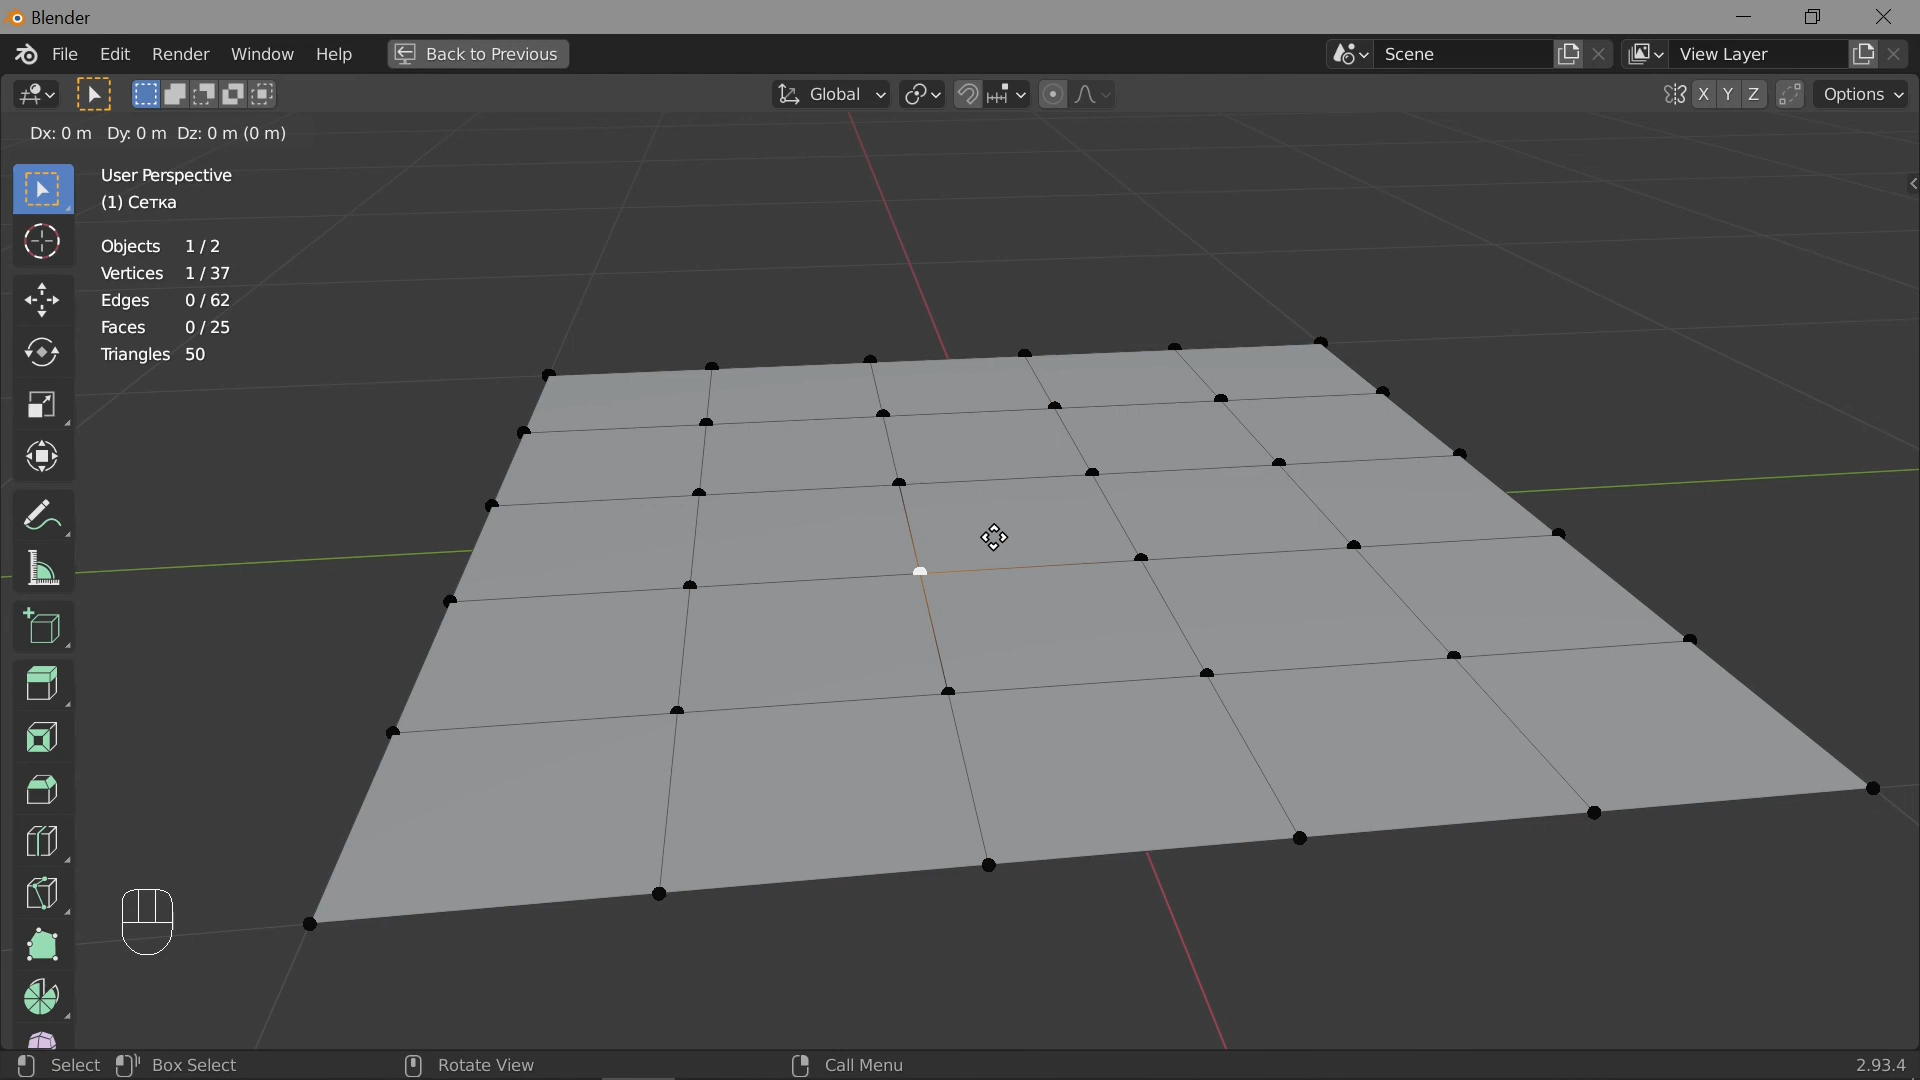 Blender
File Edit Render Window Help Back to Previous Scene View Layer
Global X Y Z Options
Dx: 0 m Dy: 0 m Dz: 0 m (0 m)
User Perspective
(1) Сетка
Objects 1 / 2
Vertices 1 / 37
Edges 0 / 62
Faces 0 / 25
Triangles 50
Select Box Select Rotate View Call Menu 2.93.4